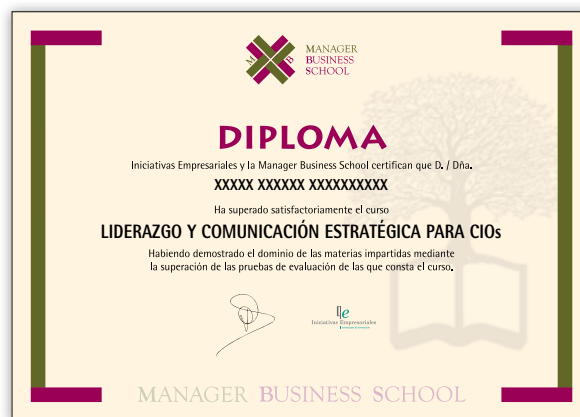 M B S
MANAGER
BUSINESS
SCHOOL
DIPLOMA
Iniciativas Empresariales y la Manager Business School certifican que D. / Dña.
XXXXX XXXXXX XXXXXXXXXX
Ha superado satisfactoriamente el curso
LIDERAZGO Y COMUNICACIÓN ESTRATÉGICA PARA CIOs
Habiendo demostrado el dominio de las materias impartidas mediante
la superación de las pruebas de evaluación de las que consta el curso.
Iniciativas Empresariales
MANAGER BUSINESS SCHOOL